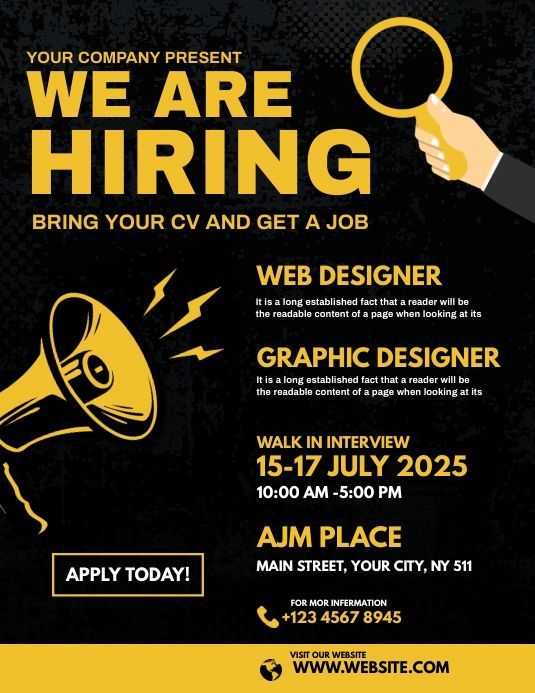 YOUR COMPANY PRESENT
WE ARE
HIRING
BRING YOUR CV AND GET A JOB
WEB DESIGNER
It is a long established fact that a reader will be
the readable content of a page when looking at its
GRAPHIC DESIGNER
It is a long established fact that a reader will be
the readable content of a page when looking at its
WALK IN INTERVIEW
15-17 JULY 2025
10:00 AM -5:00 PM
AJM PLACE
MAIN STREET, YOUR CITY, NY 511
APPLY TODAY!
FOR MOR INFERMATION
+123 4567 8945
VISIT OUR WEBSITE
WWW.WEBSITE.COM